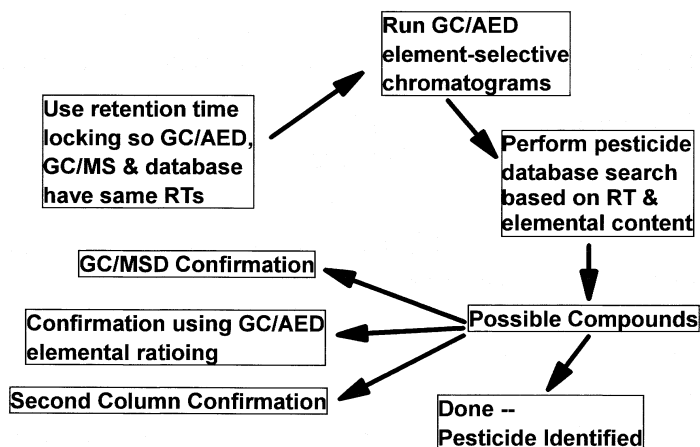 Use retention time
locking so GC/AED,
GC/MS & database
have same RTs
Run GC/AED
element-selective
chromatograms
Perform pesticide
database search
based on RT &
elemental content
Possible Compounds
GC/MSD Confirmation
Confirmation using GC/AED
elemental ratioing
Second Column Confirmation
Done --
Pesticide Identified